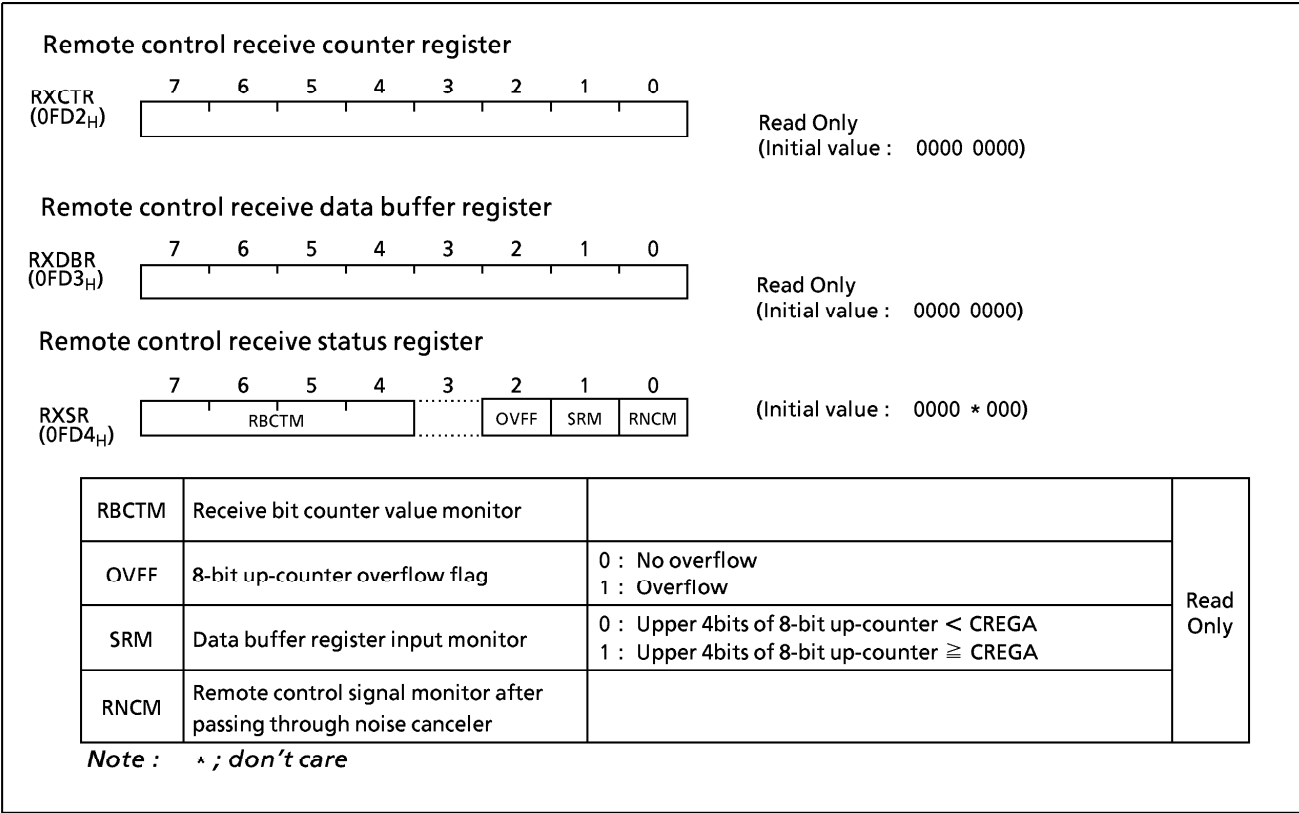 Remote control receive counter register
7 6 5 4 3 2 1 0
RXCTR
(0FD2H)
Read Only
(Initial value : 0000 0000)
Remote control receive data buffer register
7 6 5 4 3 2 1 0
RXDBR
(0FD3H)
Read Only
(Initial value : 0000 0000)
Remote control receive status register
7 6 5 4 3 2 1 0
RXSR
(0FD4H)
RBCTM OVFF SRM RNCM
(Initial value : 0000 * 000)
RBCTM Receive bit counter value monitor
OVFF 8-bit up-counter overflow flag
0 : No overflow
1 : Overflow
SRM Data buffer register input monitor
0 : Upper 4bits of 8-bit up-counter < CREGA
1 : Upper 4bits of 8-bit up-counter ≧ CREGA
RNCM Remote control signal monitor after
passing through noise canceler
Read
Only
Note : * ; don't care